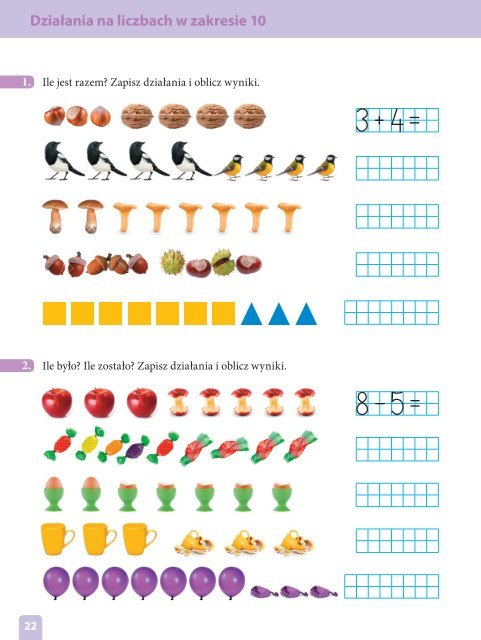 Działania na liczbach w zakresie 10
1. Ile jest razem? Zapisz działania i oblicz wyniki.
3 + 4 =
2. Ile było? Ile zostało? Zapisz działania i oblicz wyniki.
8 - 5 =
22